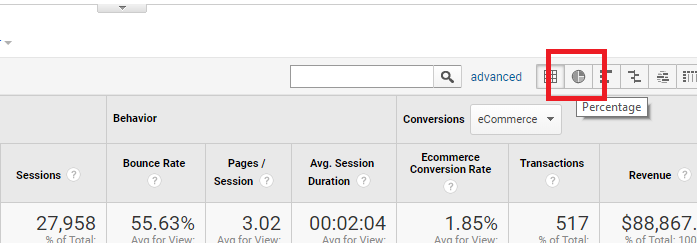 advanced
Percentage
Behavior
Conversions eCommerce
Sessions ?
Bounce Rate
?
Pages /
Session ?
Avg. Session
Duration ?
Ecommerce
Conversion Rate
?
Transactions
?
Revenue ?
27,958
% of Total:
55.63%
Avg for View:
3.02
Avg for View:
00:02:04
Avg for View:
1.85%
Avg for View:
517
% of Total:
$88,867.
% of Total: 100